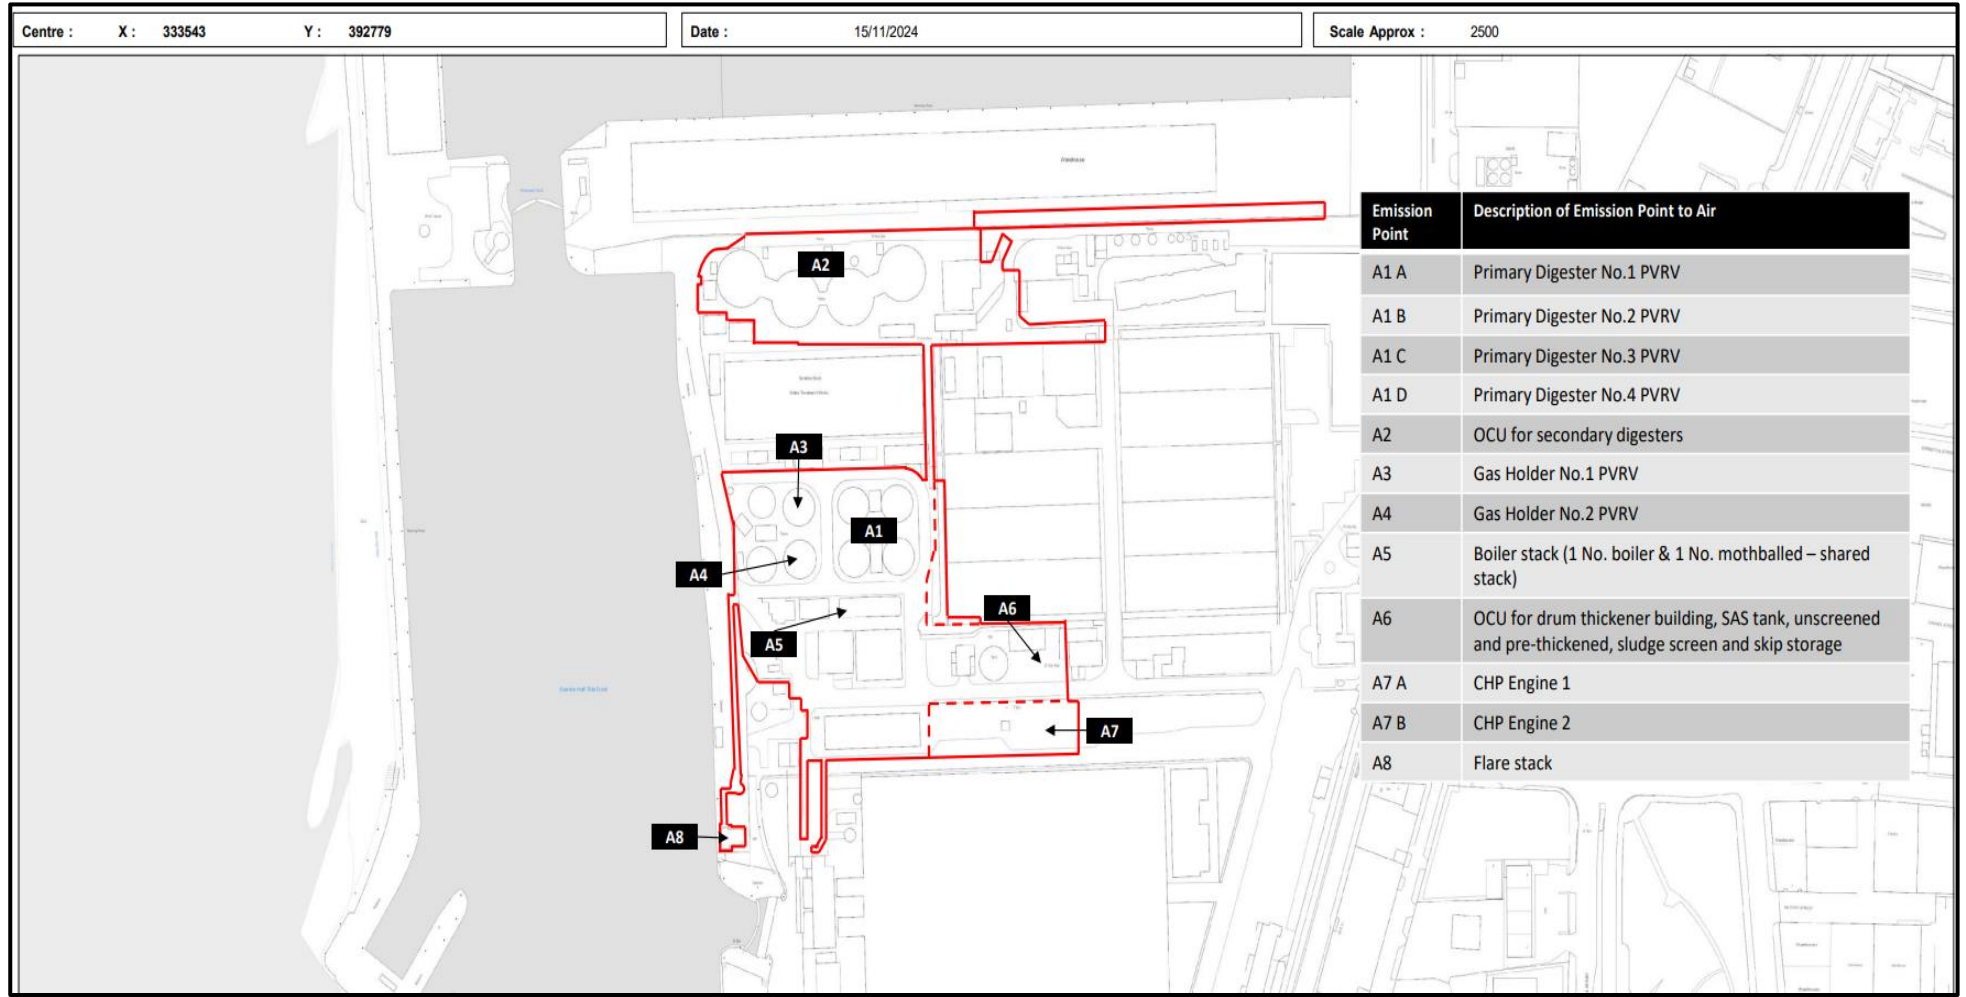 Centre : X : 333543 Y : 392779
Date : 15/11/2024
Scale Approx : 2500
Emission Point
Description of Emission Point to Air
A1 A Primary Digester No.1 PVRV
A1 B Primary Digester No.2 PVRV
A1 C Primary Digester No.3 PVRV
A1 D Primary Digester No.4 PVRV
A2 OCU for secondary digesters
A3 Gas Holder No.1 PVRV
A4 Gas Holder No.2 PVRV
A5 Boiler stack (1 No. boiler & 1 No. mothballed – shared
stack)
A6 OCU for drum thickener building, SAS tank, unscreened
and pre-thickened, sludge screen and skip storage
A7 A CHP Engine 1
A7 B CHP Engine 2
A8 Flare stack
A2
A3
A1
A4
A6
A5
A7
A8